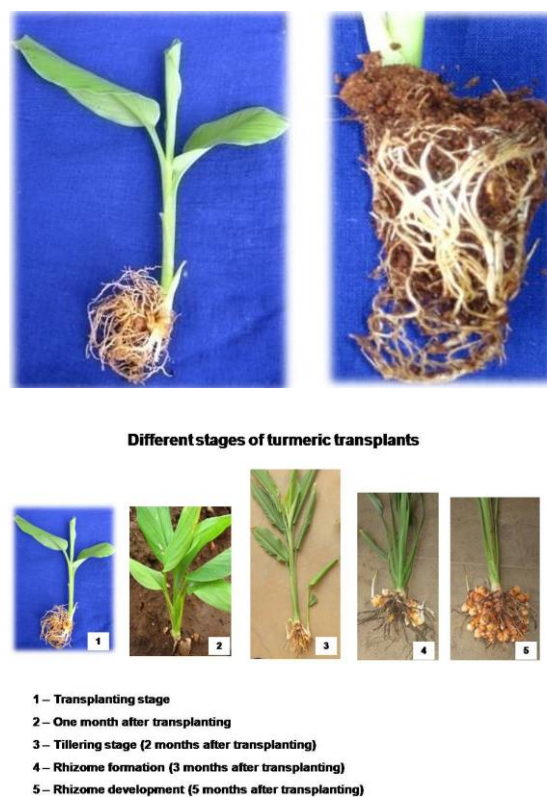 Different stages of turmeric transplants
1
2
3
4
5
1 – Transplanting stage
2 – One month after transplanting
3 – Tillering stage (2 months after transplanting)
4 – Rhizome formation (3 months after transplanting)
5 – Rhizome development (5 months after transplanting)